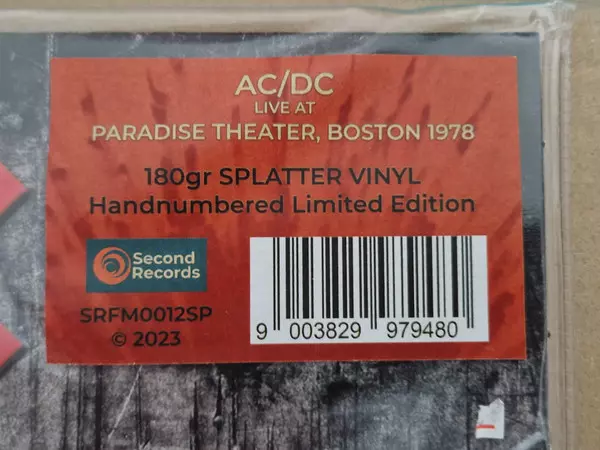 AC/DC
LIVE AT
PARADISE THEATER, BOSTON 1978
180gr SPLATTER VINYL
Handnumbered Limited Edition
Second
Records
SRFM0012SP
© 2023
9 003829 979480